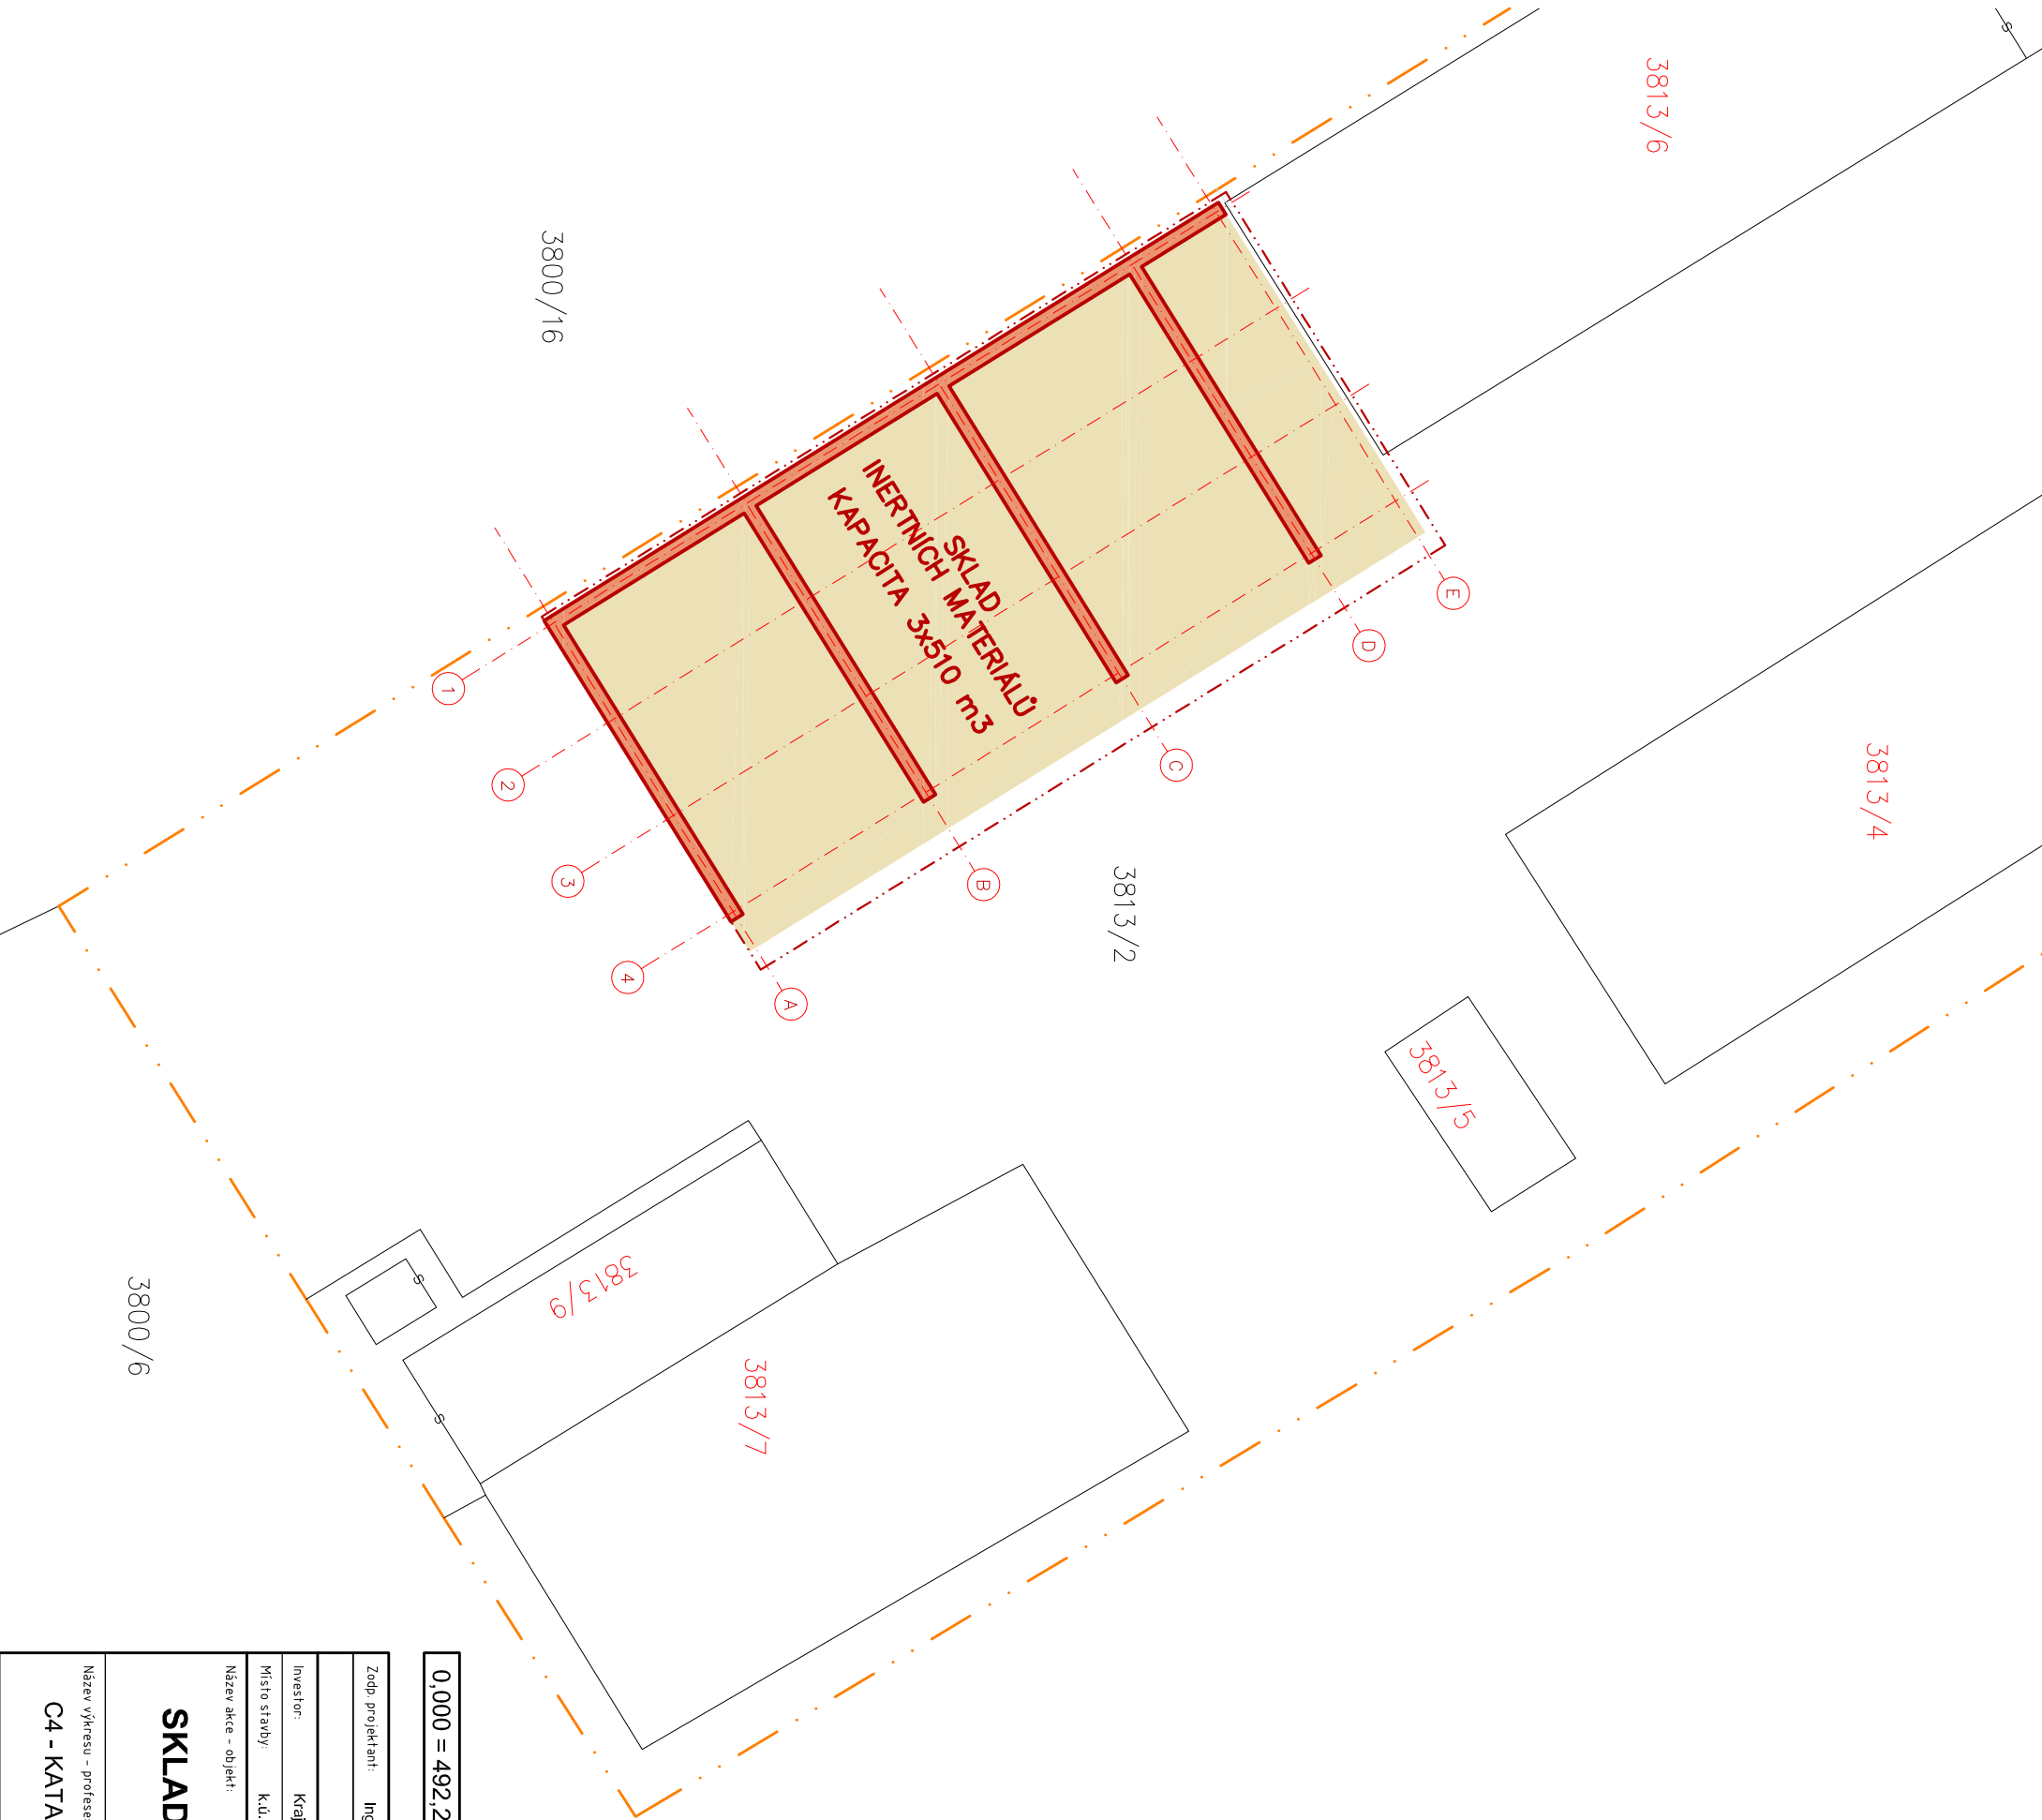 3813/6
S
3800/16
SKLAD
INERTNÍCH MATERIÁLŮ
KAPACITA 3x510 m3
E
D
C
B
A
1
2
3
4
3813/4
3813/2
3813/5
3813/9
S
S
3813/7
3800/6
0,000 = 492,2
Zodp. projektant: Ing
Investor: Kraj
Místo stavby: k.ú.
Název akce - objekt:
SKLAD
Název výkresu - profese:
C4 - KATA